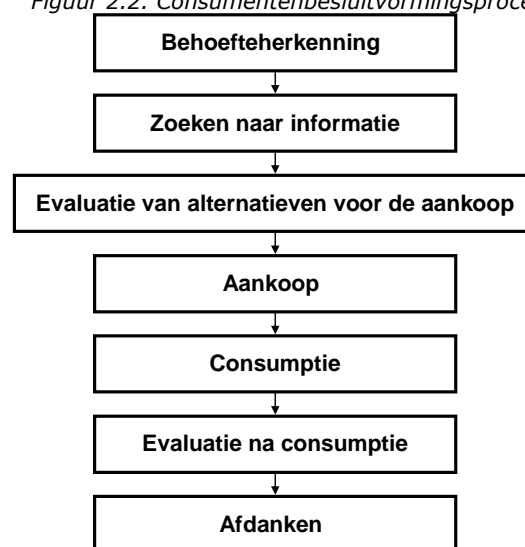 Figuur 2.2. Consumentenbesluitvormingsproce
Behoefteherkenning
Zoeken naar informatie
Evaluatie van alternatieven voor de aankoop
Aankoop
Consumptie
Evaluatie na consumptie
Afdanken